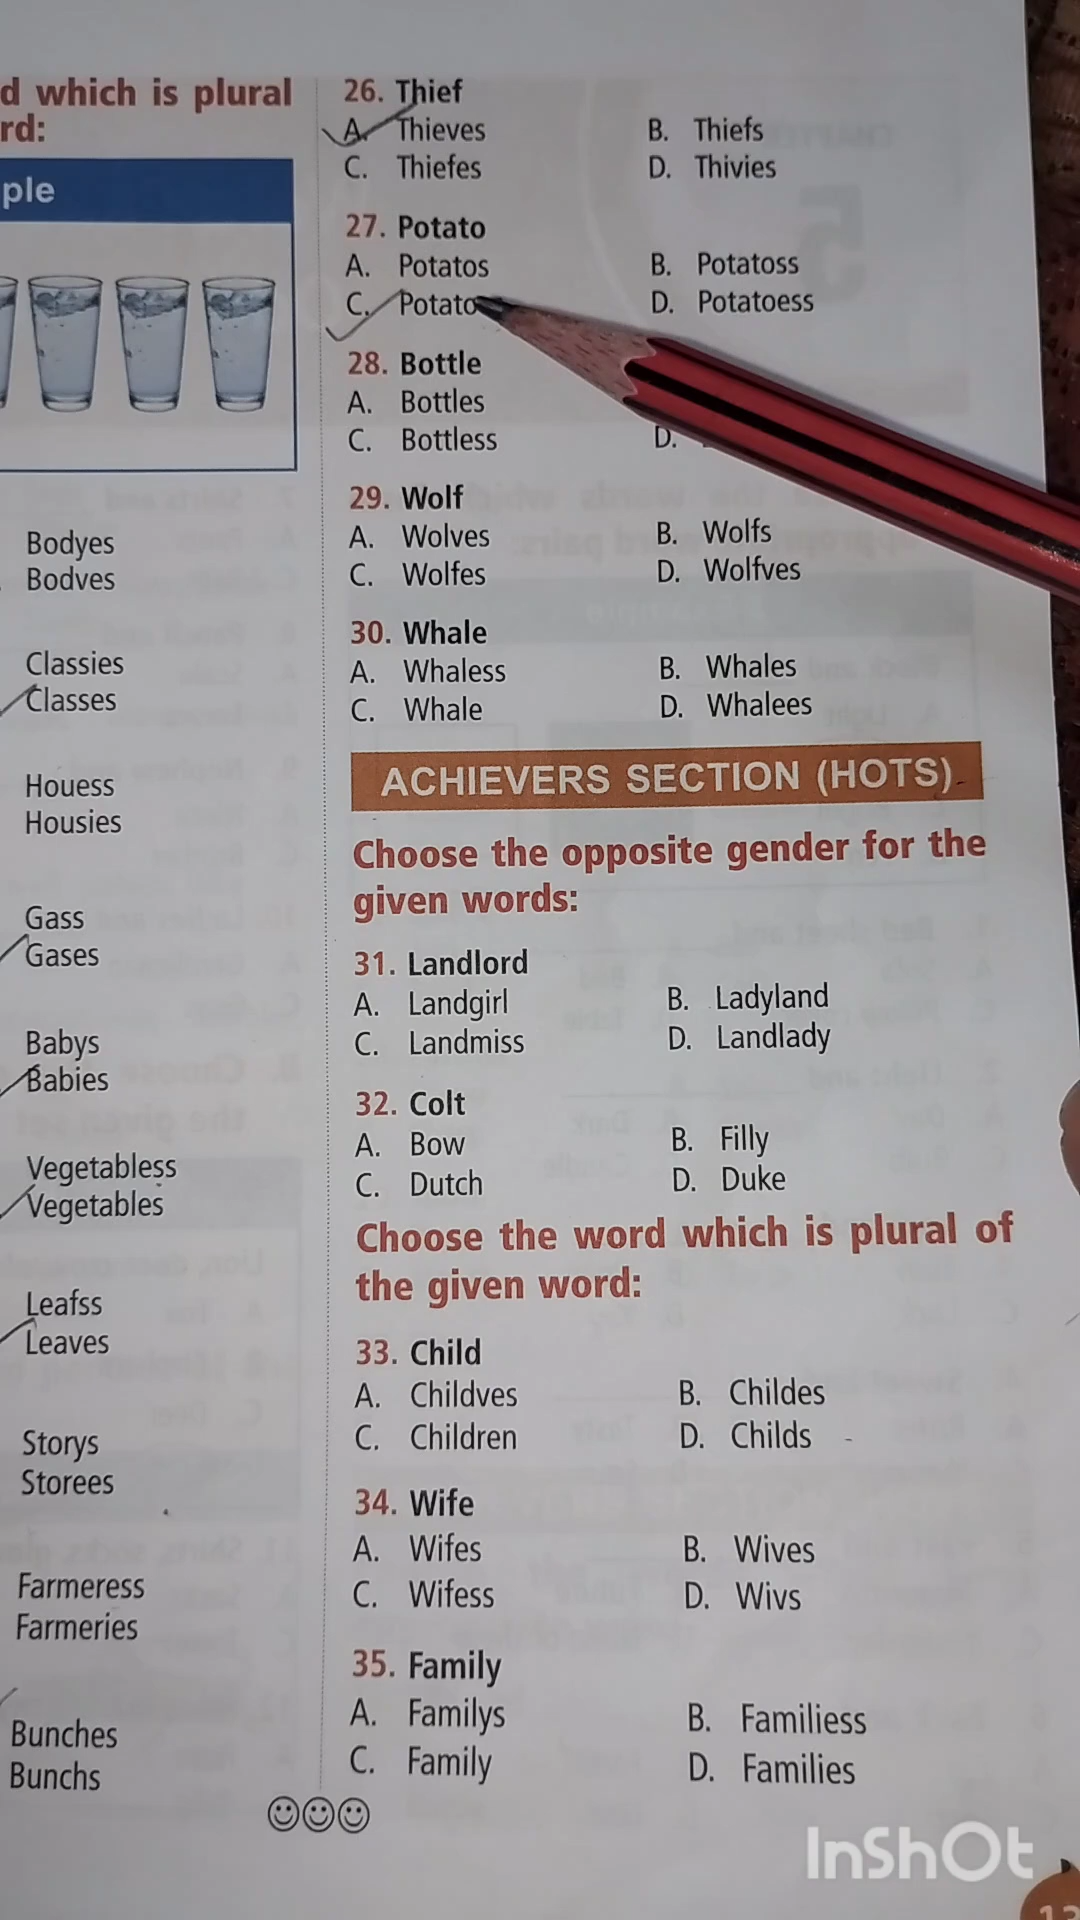 d which is plural
rd:
ple
Bodyes
Bodves
Classies
Classes
Houess
Housies
Gass
Gases
Babys
Babies
Vegetabless
Vegetables
Leafss
Leaves
Storys
Storees
Farmeress
Farmeries
Bunches
Bunchs
26. Thief
A. Thieves B. Thiefs
C. Thiefes D. Thivies
27. Potato
A. Potatos B. Potatoss
C. Potato D. Potatoess
28. Bottle
A. Bottles
C. Bottless D.
29. Wolf
A. Wolves B. Wolfs
C. Wolfes D. Wolfves
30. Whale
A. Whaless B. Whales
C. Whale D. Whalees
ACHIEVERS SECTION (HOTS)
Choose the opposite gender for the
given words:
31. Landlord
A. Landgirl B. Ladyland
C. Landmiss D. Landlady
32. Colt
A. Bow B. Filly
C. Dutch D. Duke
Choose the word which is plural of
the given word:
33. Child
A. Childves B. Childes
C. Children D. Childs
34. Wife
A. Wifes B. Wives
C. Wifess D. Wivs
35. Family
A. Familys B. Familiess
C. Family D. Families
InShOt